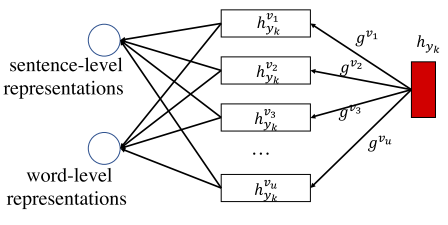 sentence-level
representations
word-level
representations
h_{y_k}^{v_1}
h_{y_k}^{v_2}
h_{y_k}^{v_3}
...
h_{y_k}^{v_u}
g^{v_1}
g^{v_2}
g^{v_3}
g^{v_u}
h_{y_k}